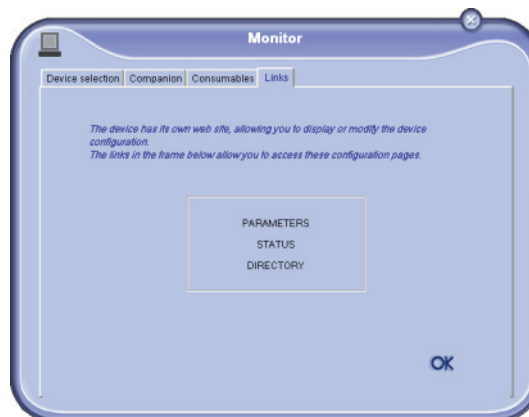 Monitor
Device selection Companion Consumables Links
The device has its own web site, allowing you to display or modify the device
configuration.
The links in the frame below allow you to access these configuration pages.
PARAMETERS
STATUS
DIRECTORY
OK